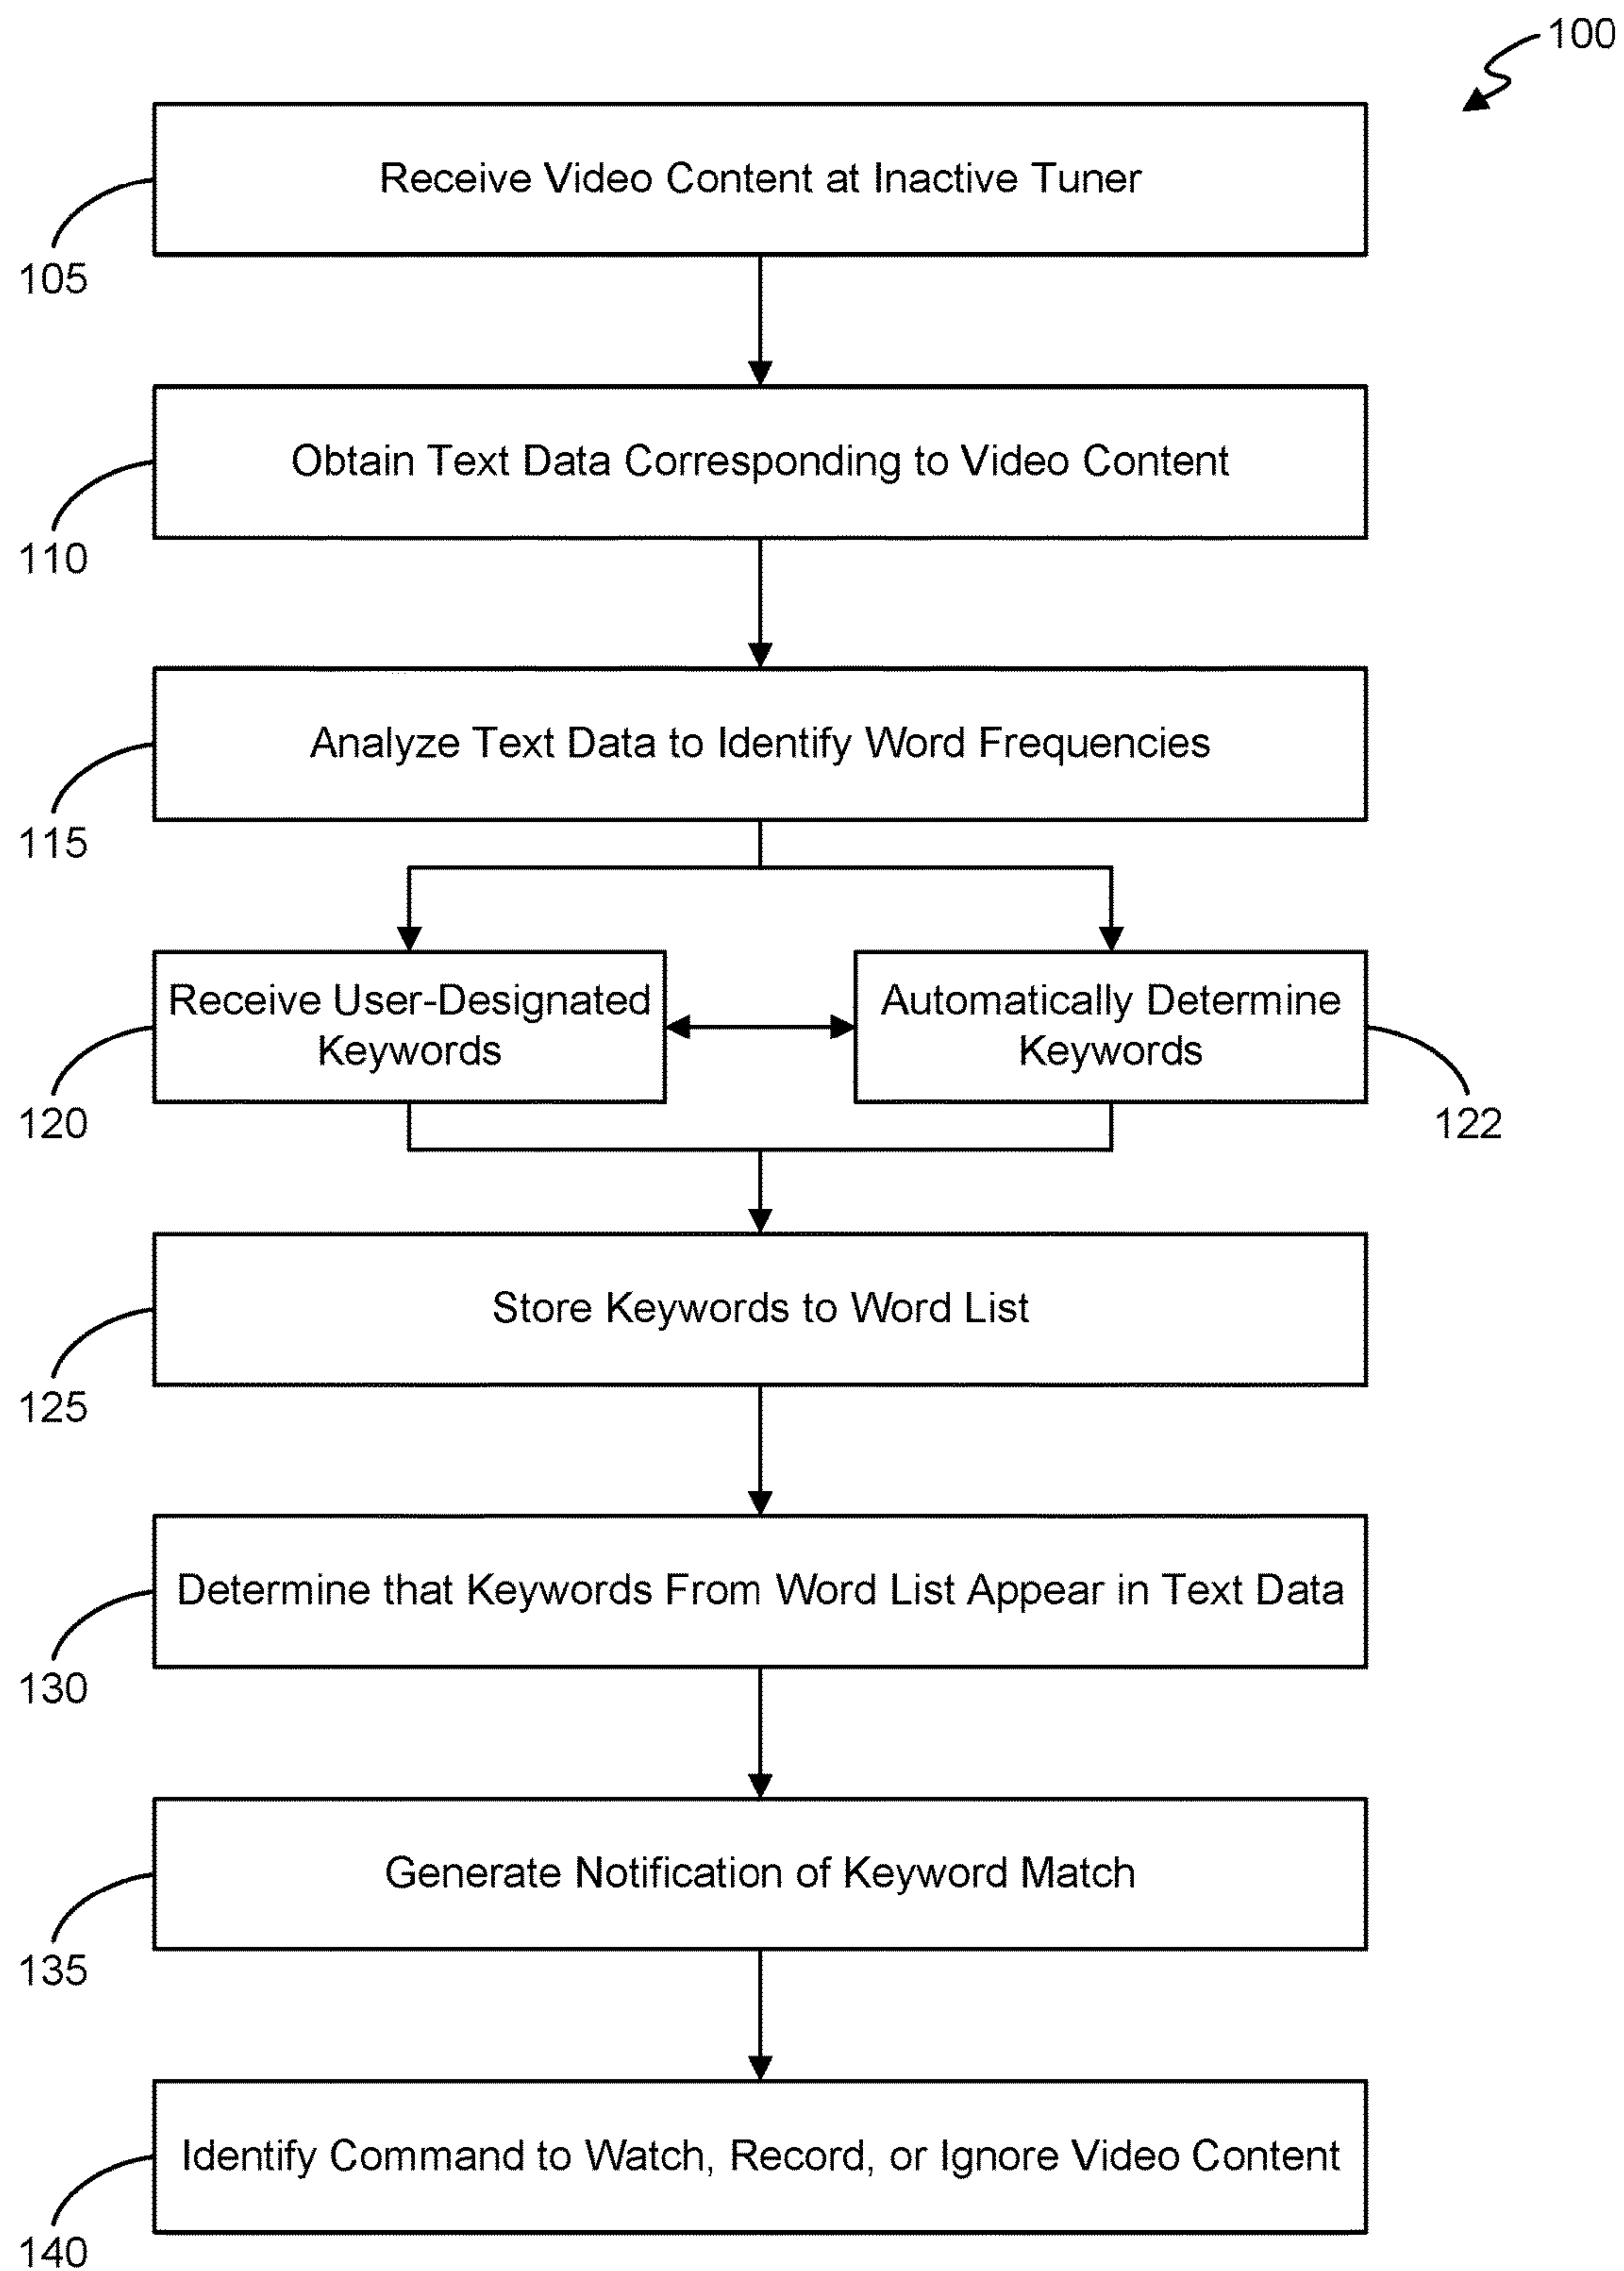 100
Receive Video Content at Inactive Tuner
105
Obtain Text Data Corresponding to Video Content
110
Analyze Text Data to Identify Word Frequencies
115
Receive User-Designated
Keywords
120
Automatically Determine
Keywords
122
Store Keywords to Word List
125
Determine that Keywords From Word List Appear in Text Data
130
Generate Notification of Keyword Match
135
Identify Command to Watch, Record, or Ignore Video Content
140